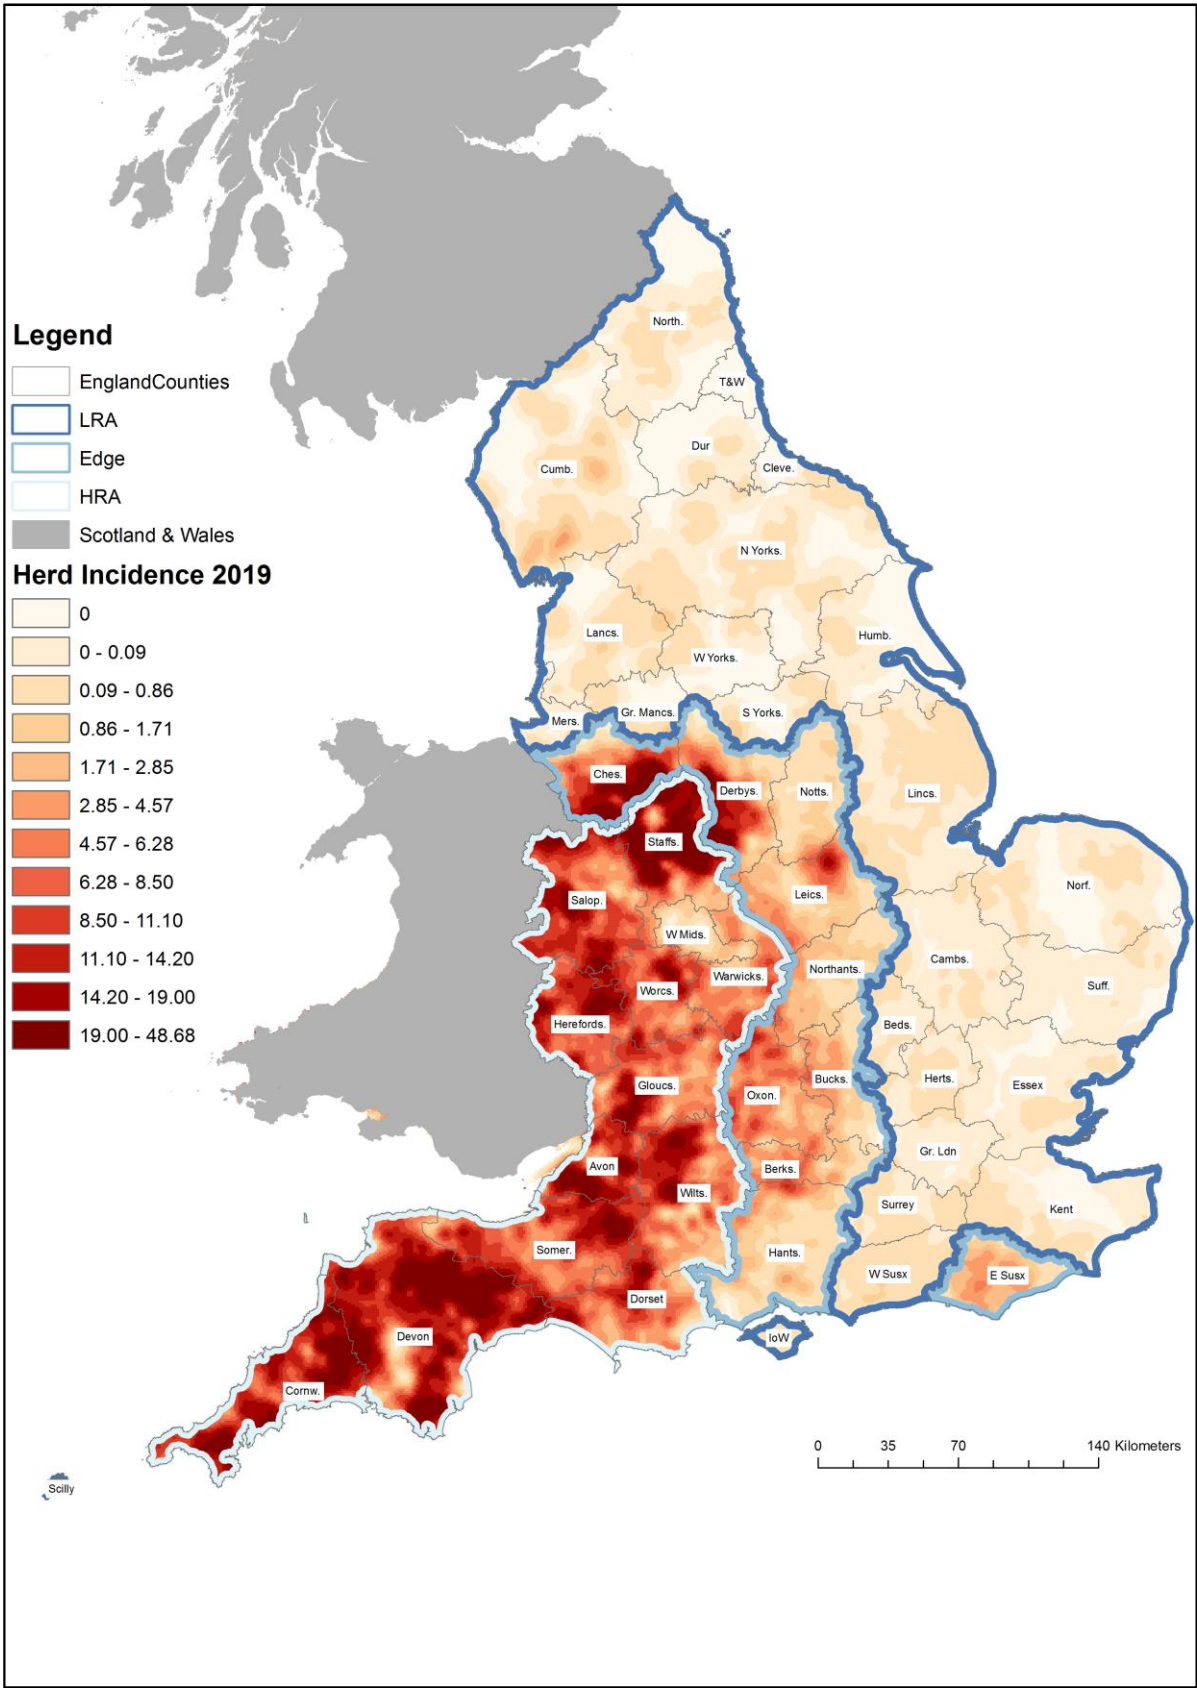 Legend
EnglandCounties
LRA
Edge
HRA
Scotland & Wales
Herd Incidence 2019
0
0 - 0.09
0.09 - 0.86
0.86 - 1.71
1.71 - 2.85
2.85 - 4.57
4.57 - 6.28
6.28 - 8.50
8.50 - 11.10
11.10 - 14.20
14.20 - 19.00
19.00 - 48.68
North.
T&W
Dur
Cleve.
Cumb.
N Yorks.
Lancs.
Humb.
W Yorks.
Mers.
Gr. Mancs.
S Yorks.
Ches.
Derbys.
Notts.
Lincs.
Staffs.
Norf.
Leics.
Salop.
W Mids.
Cambs.
Northants.
Warwicks.
Suff.
Worcs.
Herefords.
Beds.
Bucks.
Herts.
Essex
Gloucs.
Oxon.
Gr. Ldn
Avon
Berks.
Wilts.
Surrey
Kent
Somer.
Hants.
W Susx
E Susx
Dorset
IoW
Devon
Cornw.
Scilly
0 35 70 140 Kilometers